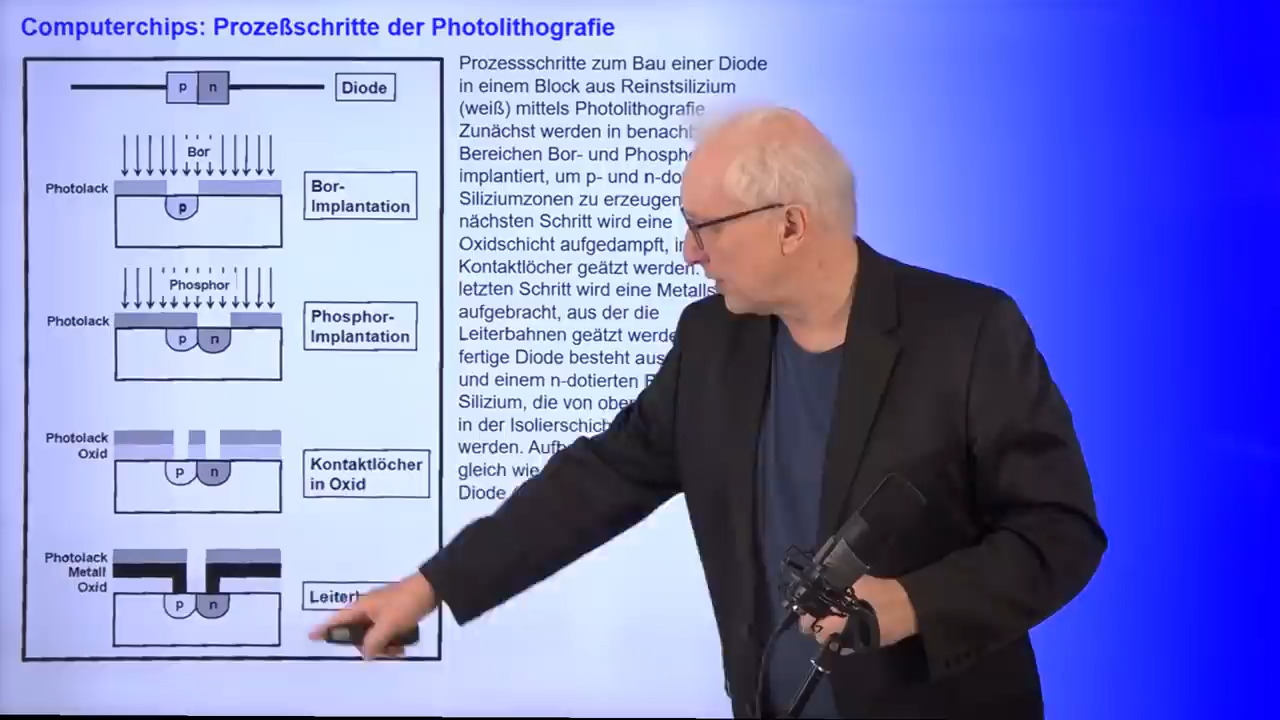 Computerchips: Prozeßschritte der Photolithografie
p n
Diode
Bor
Photolack
p
Bor-
Implantation
Phosphor
Photolack
p n
Phosphor-
Implantation
Photolack
Oxid
p n
Kontaktlöcher
in Oxid
Photolack
Metall
Oxid
p n
Prozessschritte zum Bau einer Diode
in einem Block aus Reinstsilizium
(weiß) mittels Photolithografie
Zunächst werden in
Bereichen Bor- und
implantiert, um p- und
Siliziumzonen zu erzeugen
nächsten Schritt wird eine
Oxidschicht aufgedampft,
Kontaktlöcher geätzt werden.
letzten Schritt wird eine
aufgebracht, aus der die
Leiterbahnen geätzt
fertige Diode besteht aus
und einem n-dotierten
Silizium, die von
in der
werden.
gleich
Diode